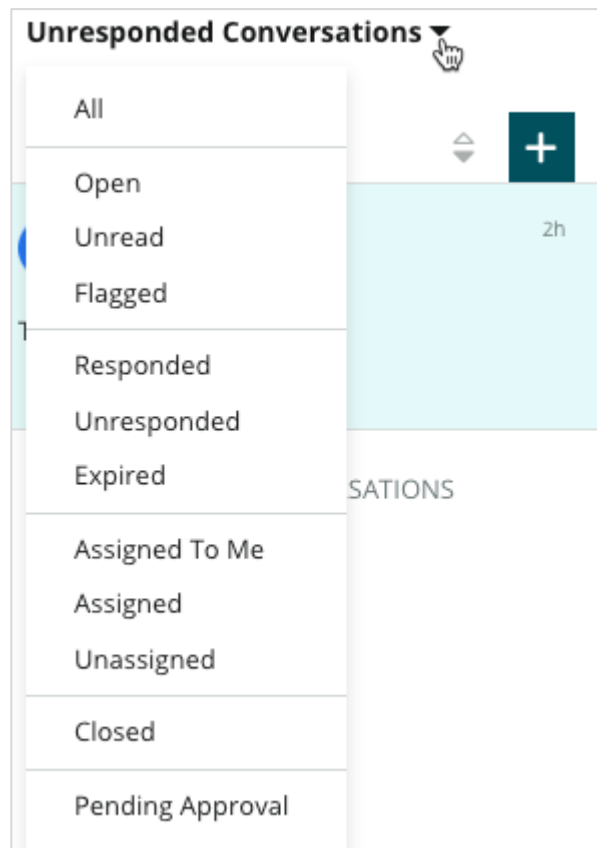 Unresponded Conversations
All
Open
2h
Unread
Flagged
Responded
Unresponded
Expired
SATIONS
Assigned To Me
Assigned
Unassigned
Closed
Pending Approval